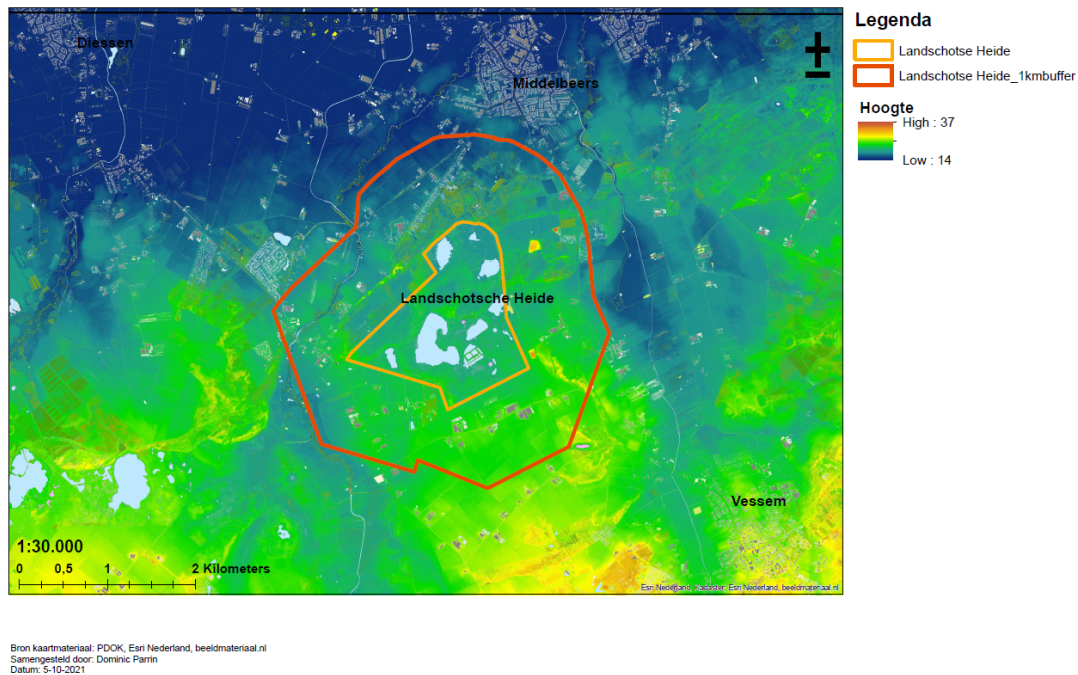 Legenda
Landschotse Heide
Landschotse Heide_1kmbuffer
Hoogte
High : 37
Low : 14
Diessen
Middelbeers
Landschotsche Heide
Vessem
1:30.000
0 0,5 1 2 Kilometers
Esri Nederland, Kadaster, Esri Nederland, beeldmateriaal.nl
Bron kaartmateriaal: PDOK, Esri Nederland, beeldmateriaal.nl
Samengesteld door: Dominic Parrin
Datum: 5-10-2021